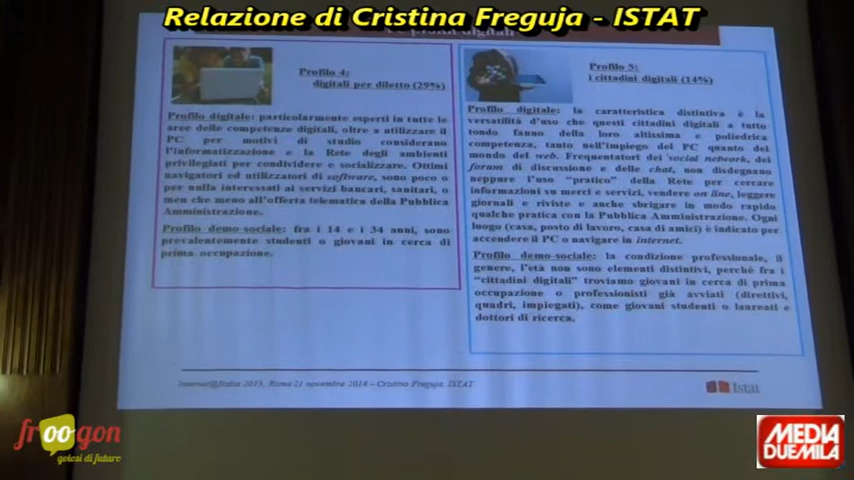 Relazione di Cristina Freguja - ISTAT
Profilo 4:
digitali per diletto (29%)
Profilo digitale: particolarmente esperti in tutte le
aree delle competenze digitali, oltre a utilizzare il
PC per motivi di studio considerano
l'informatizzazione e la Rete degli ambienti
privilegiati per condividere e socializzare. Ottimi
navigatori ed utilizzatori di software, sono poco o
per nulla interessati ai servizi bancari, sanitari, o
men che meno all'offerta telematica della Pubblica
Amministrazione.
Profilo demo-sociale: fra i 14 e i 34 anni, sono
prevalentemente studenti o giovani in cerca di
prima occupazione.
Profilo 5:
i cittadini digitali (14%)
Profilo digitale: la caratteristica distintiva è la
versatilità d'uso che questi cittadini digitali a tutto
tondo fanno della loro altissima e poliedrica
competenza, tanto nell'impiego del PC quanto del
mondo del web. Frequentatori dei social network, dei
forum di discussione e delle chat, non disdegnano
neppure l'uso "pratico" della Rete per cercare
informazioni su merci e servizi, vendere on line, leggere
giornali e riviste e anche sbrigare in modo rapido
qualche pratica con la Pubblica Amministrazione. Ogni
luogo (casa, posto di lavoro, casa di amici) è indicato per
accendere il PC o navigare in internet.
Profilo demo-sociale: la condizione professionale, il
genere, l'età non sono elementi distintivi, perché fra i
"cittadini digitali" troviamo giovani in cerca di prima
occupazione o professionisti già avviati (direttivi,
quadri, impiegati), come giovani studenti o laureati e
dottori di ricerca.
Roma 21 novembre 2014 – Cristina Freguja, ISTAT
Istat
froogon
golosi di futuro
MEDIA
DUEMILA